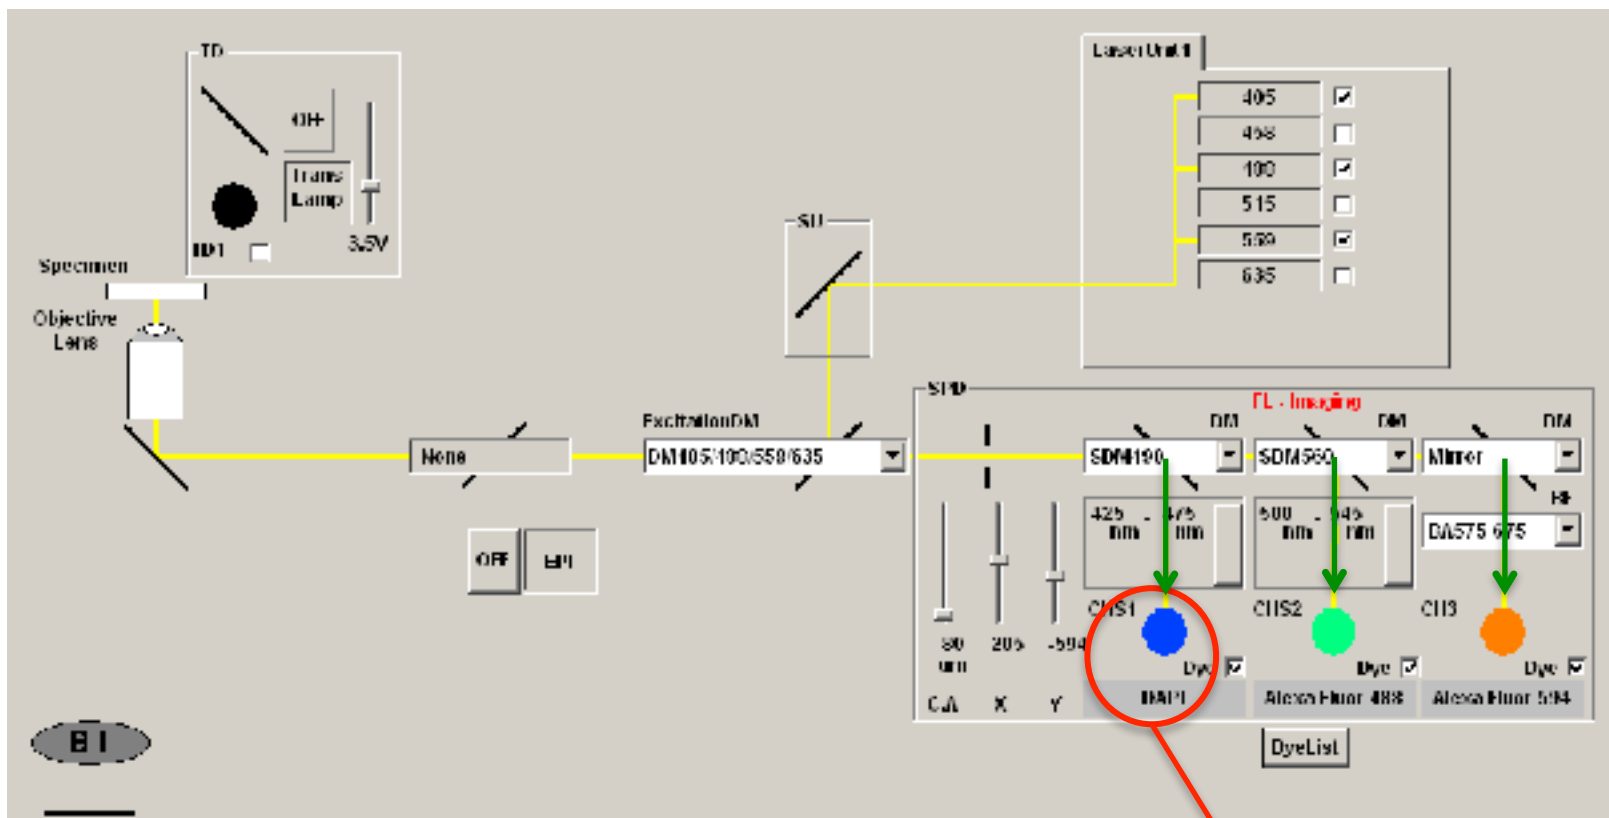 TD
Laser Unit 1
405
OFF
458
Trans
Lamp
488
515
SU
3.5V
TD1
559
Specimen
635
Objective
Lens
SPD
FL - Imaging
ExcitationDM
DM
DM
DM
None
DM405/488/559/635
SDM490
SDM560
Mirror
BF
425 - 475
nm nm
500 - 545
nm nm
BA575-675
OFF
EPI
CHS1
CHS2
CH3
80
um
205
-594
Dye
Dye
Dye
C.A
X
Y
DAPI
Alexa Fluor 488
Alexa Fluor 594
DyeList